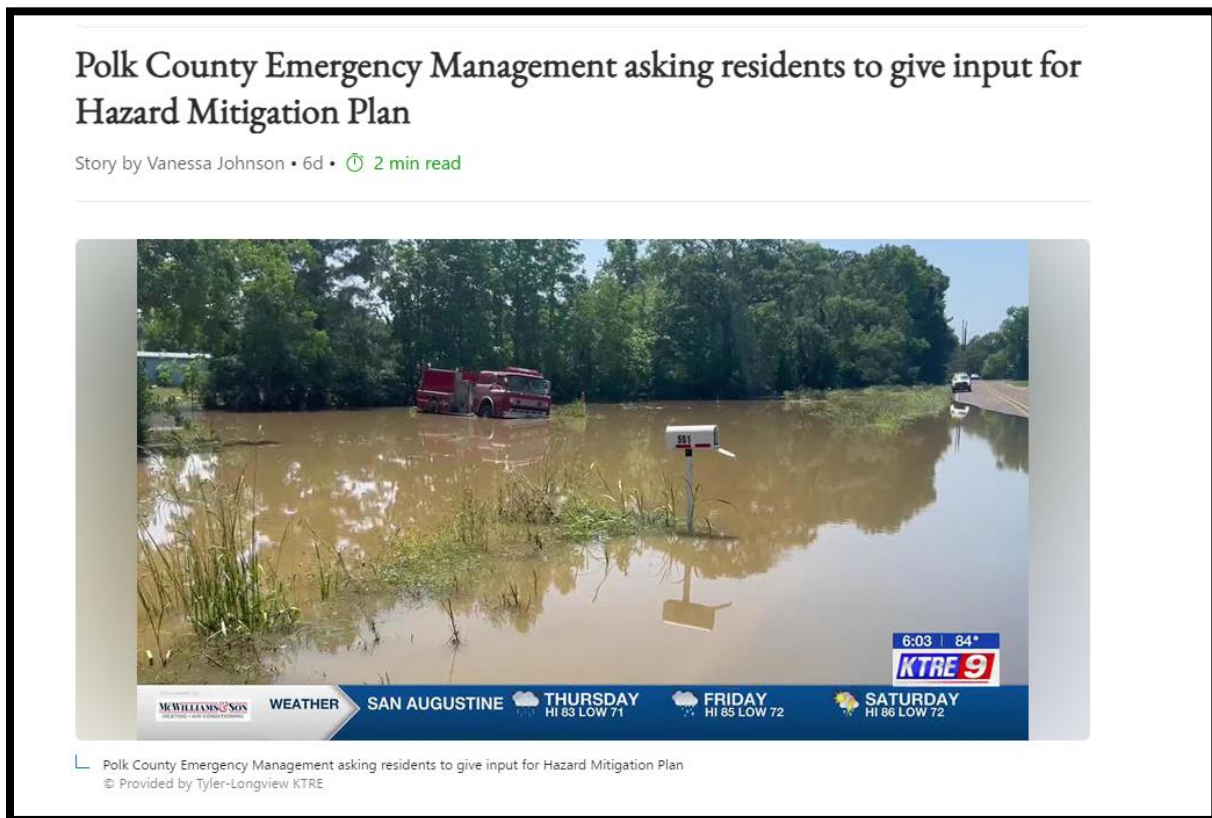 Polk County Emergency Management asking residents to give input for
Hazard Mitigation Plan
Story by Vanessa Johnson • 6d • 2 min read
501
6:03 | 84°
KTRE 9
McWILLIAMS & SON
HEATING • AIR CONDITIONING
WEATHER
SAN AUGUSTINE
THURSDAY
HI 83 LOW 71
FRIDAY
HI 85 LOW 72
SATURDAY
HI 86 LOW 72
Polk County Emergency Management asking residents to give input for Hazard Mitigation Plan
© Provided by Tyler-Longview KTRE